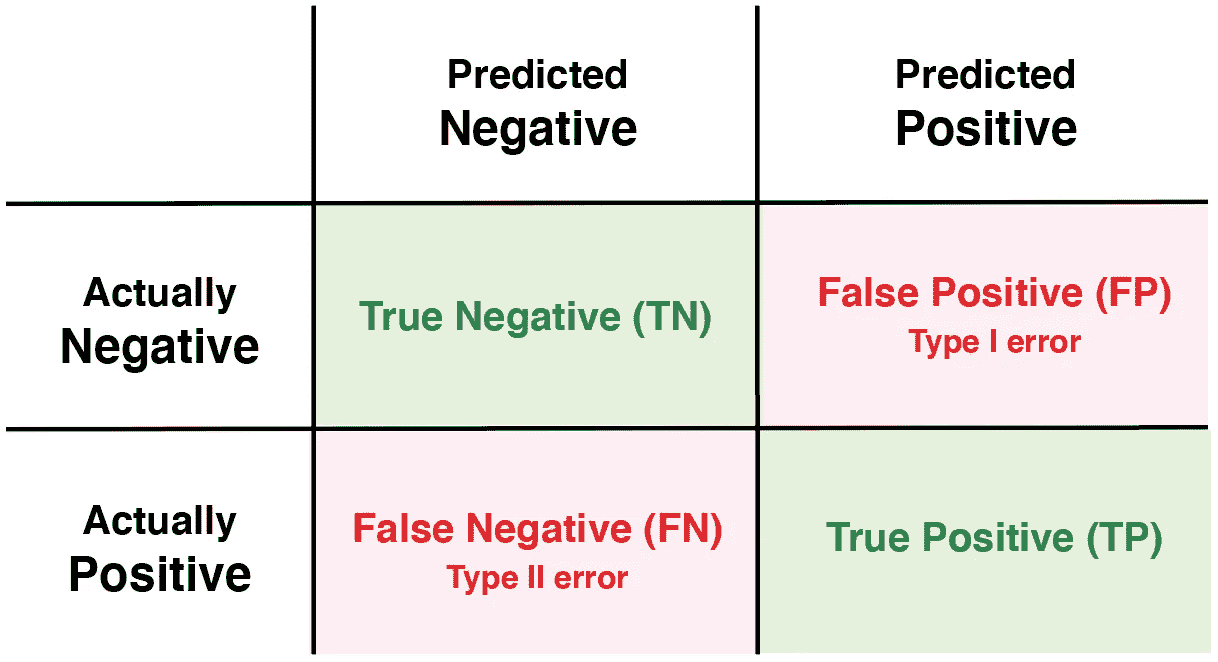 Predicted
Negative
Predicted
Positive
Actually
Negative
True Negative (TN)
False Positive (FP)
Type I error
Actually
Positive
False Negative (FN)
Type II error
True Positive (TP)